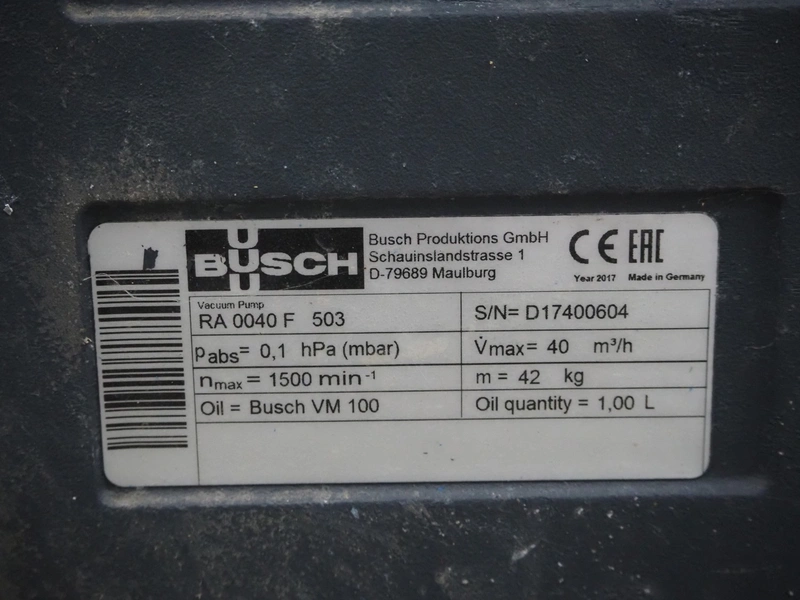 BUSCH
Busch Produktions GmbH
Schauinslandstrasse 1
D-79689 Maulburg
CE EAC
Year 2017 Made in Germany
Vacuum Pump
RA 0040 F 503
S/N= D17400604
pabs= 0,1 hPa (mbar)
V̇max= 40 m³/h
nmax = 1500 min⁻¹
m = 42 kg
Oil = Busch VM 100
Oil quantity = 1,00 L